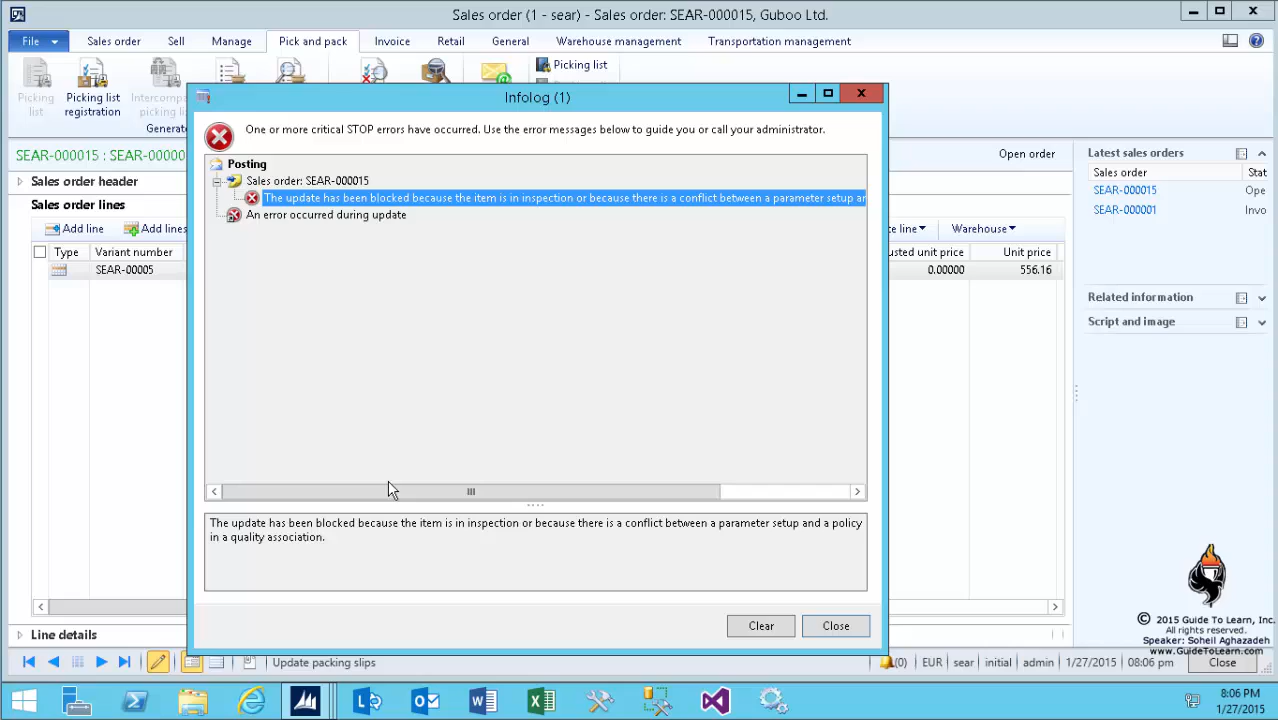 Sales order (1 - sear) - Sales order: SEAR-000015, Guboo Ltd.
File Sales order Sell Manage Pick and pack Invoice Retail General Warehouse management Transportation management
Picking list
Picking list registration
Picking list
Generate
Infolog (1)
One or more critical STOP errors have occurred. Use the error messages below to guide you or call your administrator.
Posting
Sales order: SEAR-000015
The update has been blocked because the item is in inspection or because there is a conflict between a parameter setup
An error occurred during update
The update has been blocked because the item is in inspection or because there is a conflict between a parameter setup and a policy
in a quality association.
Clear Close
SEAR-000015 : SEAR-00000
Open order
Sales order header
Sales order lines
Add line Add lines
Warehouse
Type Variant number
Unit price
SEAR-00005 0.00000 556.16
Line details
Latest sales orders
Sales order Stat
SEAR-000015 Ope
SEAR-000001 Invo
Related information
Script and image
© 2015 Guide To Learn, Inc.
All rights reserved.
Speaker: Soheil Aghazadeh
www.GuideToLearn.com
Update packing slips
(0) EUR sear initial admin 1/27/2015 08:06 pm Close
8:06 PM
1/27/2015